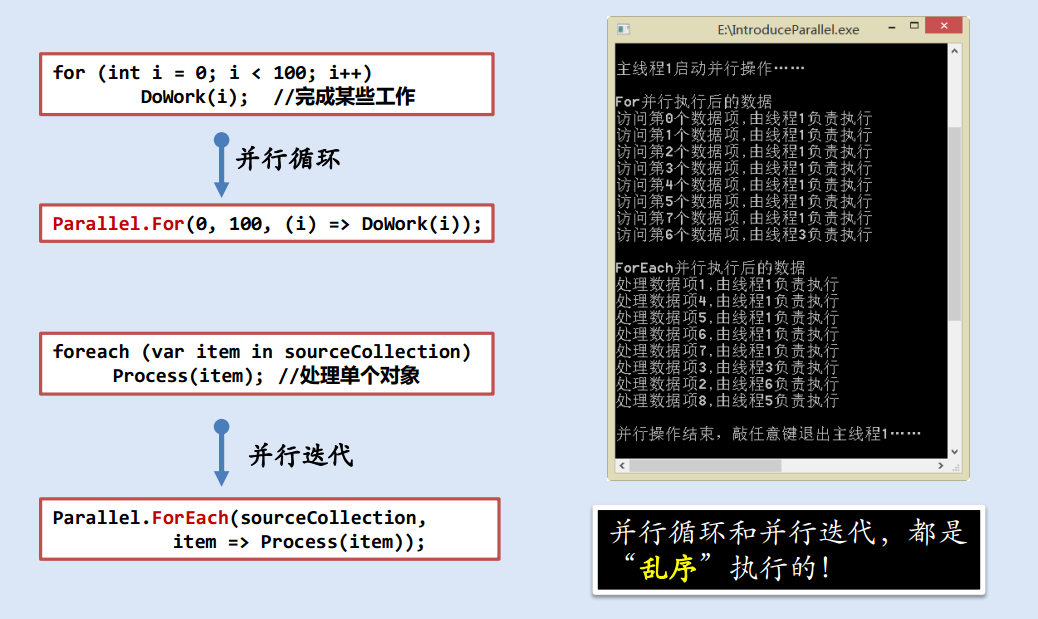 for (int i = 0; i < 100; i++)
DoWork(i);  //完成某些工作
并行循环
Parallel.For(0, 100, (i) => DoWork(i));
foreach (var item in sourceCollection)
Process(item); //处理单个对象
并行迭代
Parallel.ForEach(sourceCollection,
item => Process(item));
E:\IntroduceParallel.exe
主线程1启动并行操作……
For并行执行后的数据
访问第0个数据项,由线程1负责执行
访问第1个数据项,由线程1负责执行
访问第2个数据项,由线程1负责执行
访问第3个数据项,由线程1负责执行
访问第4个数据项,由线程1负责执行
访问第5个数据项,由线程1负责执行
访问第7个数据项,由线程1负责执行
访问第6个数据项,由线程3负责执行
ForEach并行执行后的数据
处理数据项1,由线程1负责执行
处理数据项4,由线程1负责执行
处理数据项5,由线程1负责执行
处理数据项6,由线程1负责执行
处理数据项7,由线程1负责执行
处理数据项3,由线程3负责执行
处理数据项2,由线程6负责执行
处理数据项8,由线程5负责执行
并行操作结束，敲任意键退出主线程1……
并行循环和并行迭代，都是
“乱序”执行的！